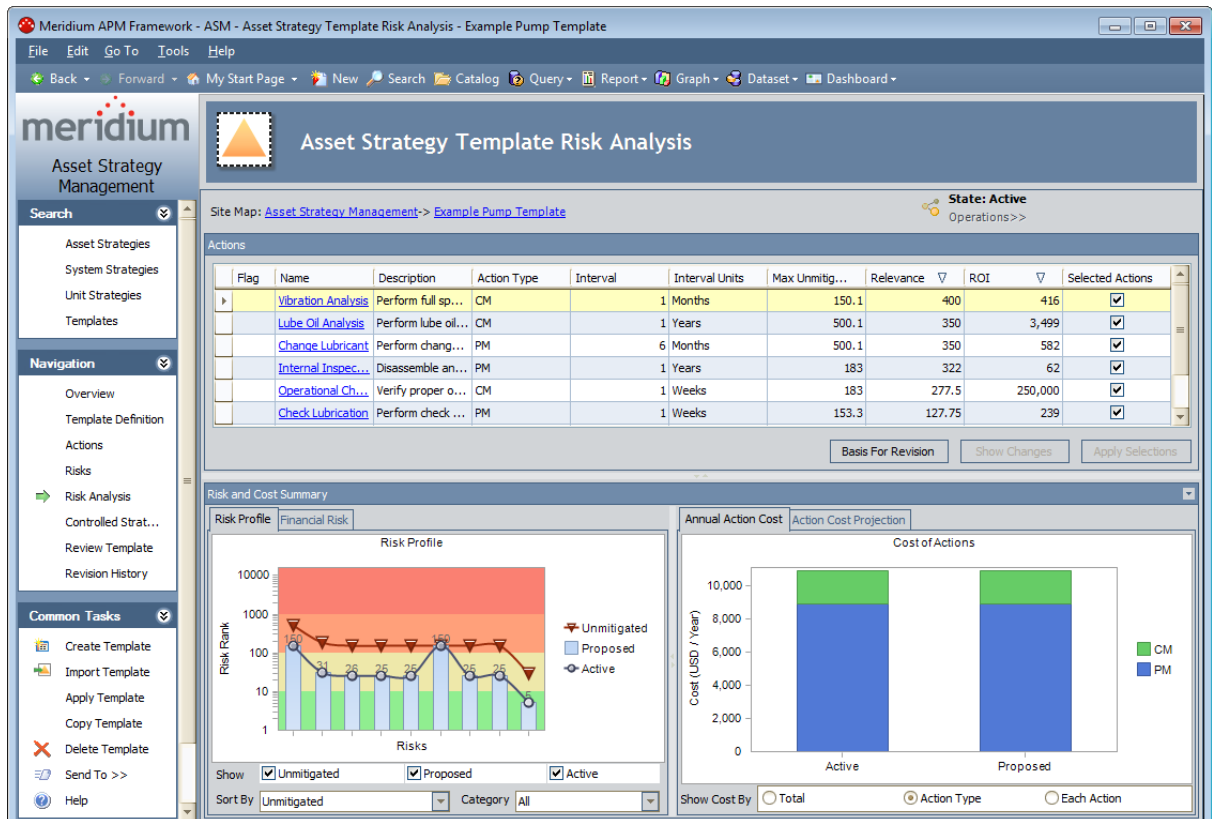 Meridium APM Framework - ASM - Asset Strategy Template Risk Analysis - Example Pump Template
File Edit Go To Tools Help
Back Forward My Start Page New Search Catalog Query Report Graph Dataset Dashboard
meridium
Asset Strategy
Management
Search
Asset Strategies
System Strategies
Unit Strategies
Templates
Navigation
Overview
Template Definition
Actions
Risks
Risk Analysis
Controlled Strat...
Review Template
Revision History
Common Tasks
Create Template
Import Template
Apply Template
Copy Template
Delete Template
Send To >>
Help
Asset Strategy Template Risk Analysis
Site Map: Asset Strategy Management-> Example Pump Template
State: Active
Operations>>
Actions
Flag Name Description Action Type Interval Interval Units Max Unmitig... Relevance ROI Selected Actions
Vibration Analysis Perform full sp... CM 1 Months 150.1 400 416
Lube Oil Analysis Perform lube oil... CM 1 Years 500.1 350 3,499
Change Lubricant Perform chang... PM 6 Months 500.1 350 582
Internal Inspec... Disassemble an... PM 1 Years 183 322 62
Operational Ch... Verify proper o... CM 1 Weeks 183 277.5 250,000
Check Lubrication Perform check ... PM 1 Weeks 153.3 127.75 239
Basis For Revision Show Changes Apply Selections
Risk and Cost Summary
Risk Profile Financial Risk
Risk Profile
Risk Rank
10000
1000
100
10
1
150 31 26 25 25 150 25 25 5
Risks
Unmitigated
Proposed
Active
Show Unmitigated Proposed Active
Sort By Unmitigated Category All
Annual Action Cost Action Cost Projection
Cost of Actions
Cost (USD / Year)
10,000
8,000
6,000
4,000
2,000
0
Active Proposed
CM
PM
Show Cost By Total Action Type Each Action